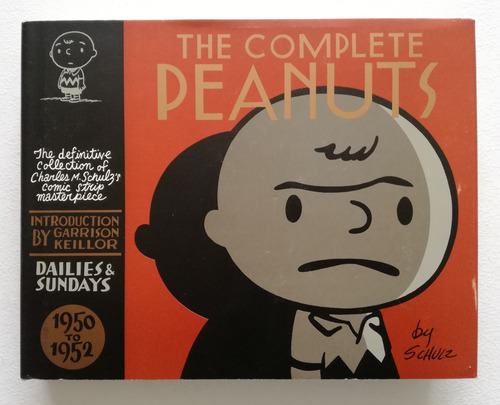 THE COMPLETE
PEANUTS
The definitive
collection of
Charles M. Schulz's
comic strip
masterpiece
INTRODUCTION
BY GARRISON
KEILLOR
DAILIES &
SUNDAYS
1950
TO
1952
by
SCHULZ